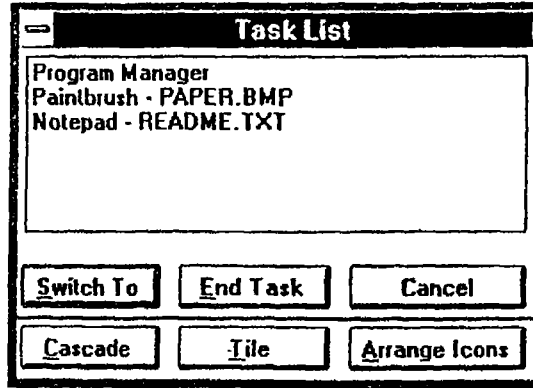 Task List
Program Manager
Paintbrush - PAPER.BMP
Notepad - README.TXT
Switch To End Task Cancel
Cascade Tile Arrange Icons